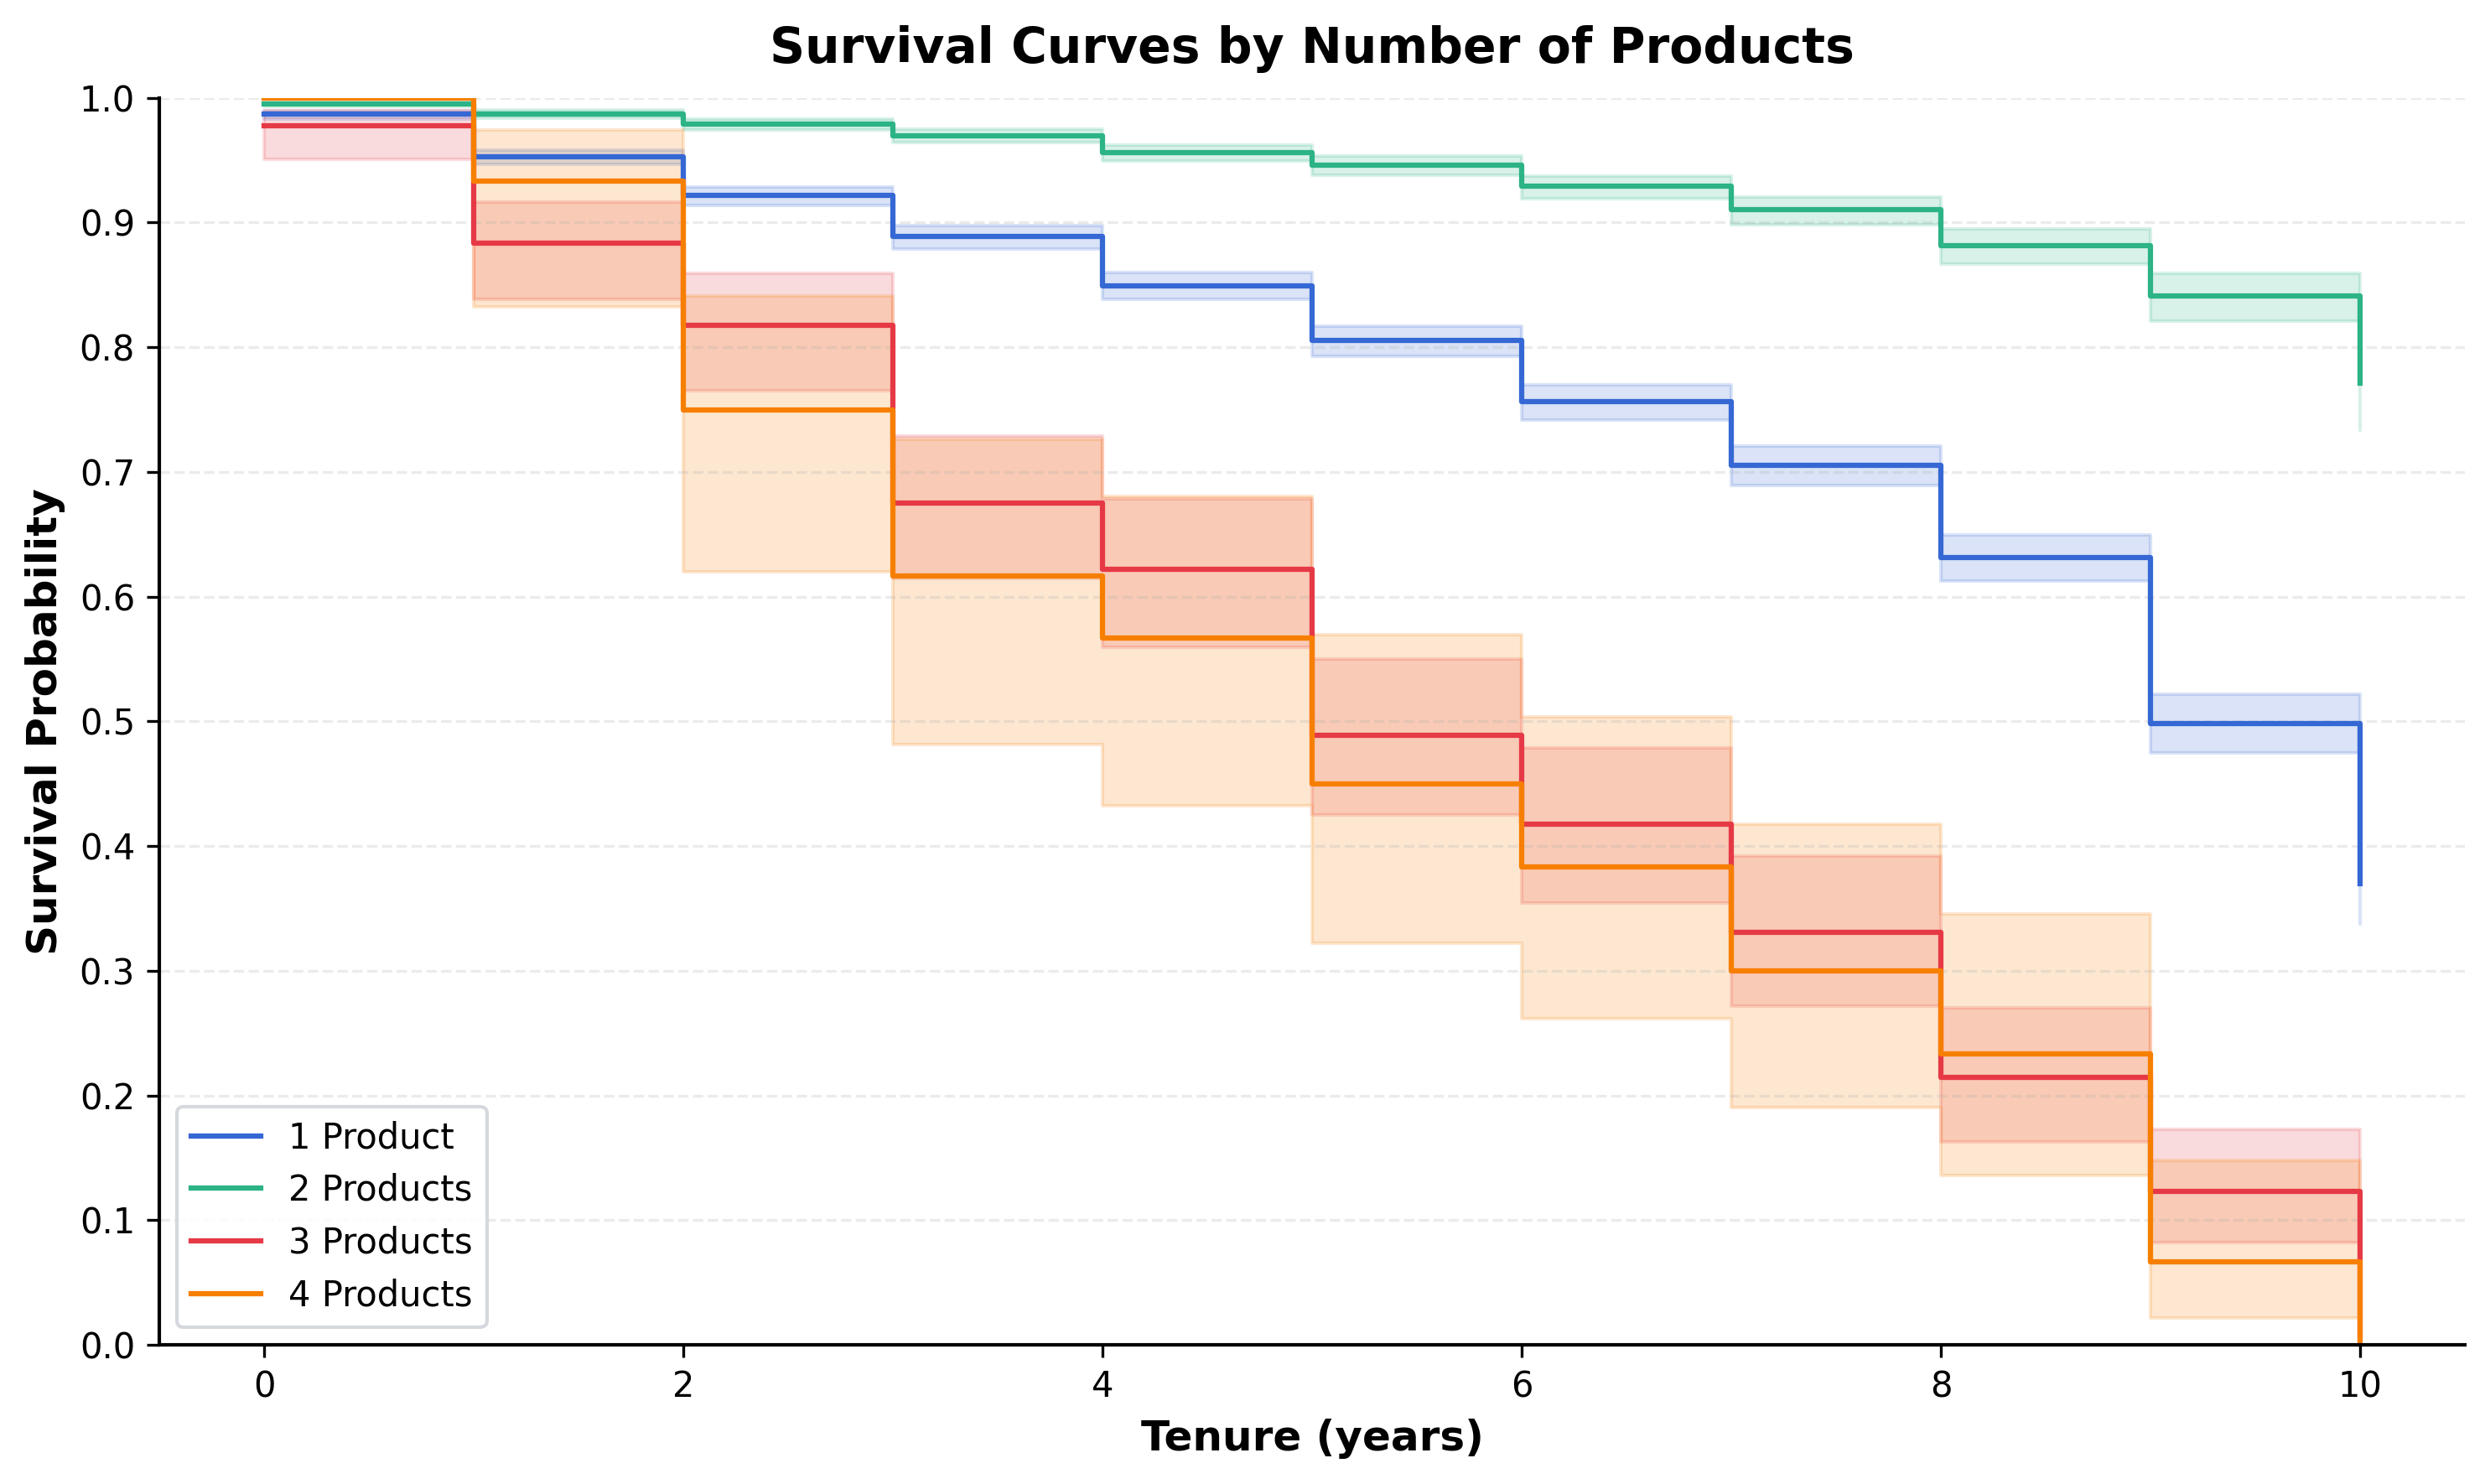 Survival Curves by Number of Products
Survival Probability
1.0
0.9
0.8
0.7
0.6
0.5
0.4
0.3
0.2
0.1
0.0
1 Product
2 Products
3 Products
4 Products
0 2 4 6 8 10
Tenure (years)